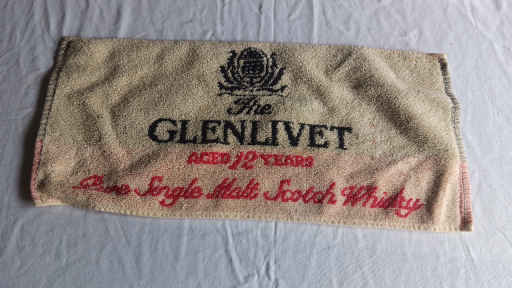 The
GLENLIVET
AGED 12 YEARS
Pure Single Malt Scotch Whisky